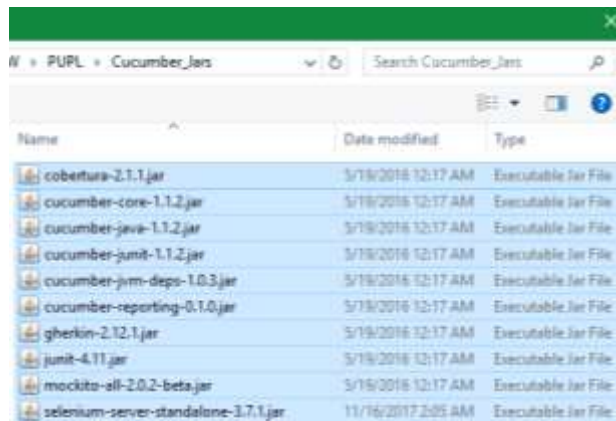 PUPL › Cucumber_Jars
Search Cucumber_Jars
Name Date modified Type
cobertura-2.1.1.jar 5/19/2016 12:17 AM Executable Jar File
cucumber-core-1.1.2.jar 5/19/2016 12:17 AM Executable Jar File
cucumber-java-1.1.2.jar 5/19/2016 12:17 AM Executable Jar File
cucumber-junit-1.1.2.jar 5/19/2016 12:17 AM Executable Jar File
cucumber-jvm-deps-1.0.3.jar 5/19/2016 12:17 AM Executable Jar File
cucumber-reporting-0.1.0.jar 5/19/2016 12:17 AM Executable Jar File
gherkin-2.12.1.jar 5/19/2016 12:17 AM Executable Jar File
junit-4.11.jar 5/19/2016 12:17 AM Executable Jar File
mockito-all-2.0.2-beta.jar 5/19/2016 12:17 AM Executable Jar File
selenium-server-standalone-3.7.1.jar 11/16/2017 2:05 AM Executable Jar File